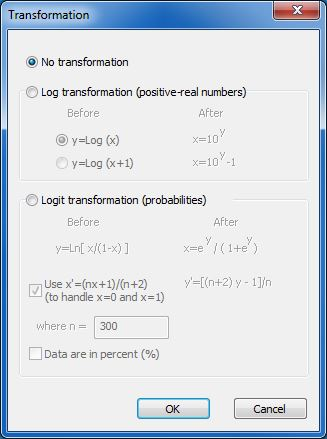 Transformation
No transformation
Log transformation (positive-real numbers)
Before After
y=Log (x) x=10^y
y=Log (x+1) x=10^y-1
Logit transformation (probabilities)
Before After
y=Ln[ x/(1-x) ] x=e^y / ( 1+e^y )
Use x'=(nx+1)/(n+2) y'=[(n+2) y - 1]/n
(to handle x=0 and x=1)
where n = 300
Data are in percent (%)
OK Cancel